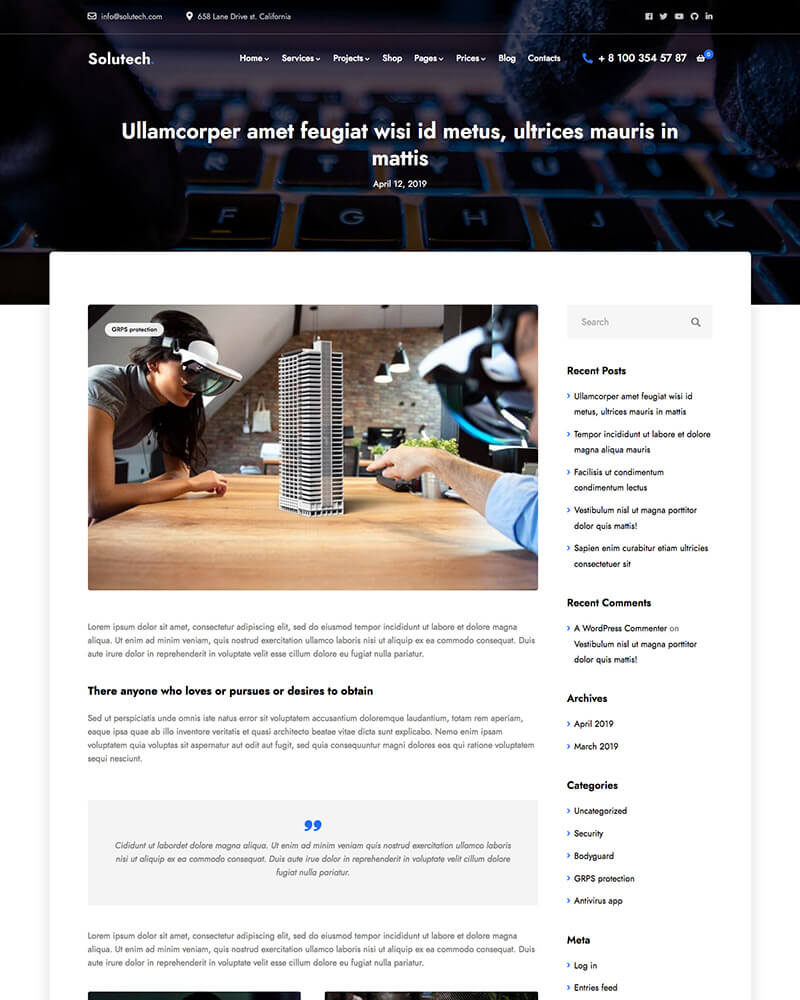 info@solutech.com
658 Lane Drive st. California
Solutech.
Home
Services
Projects
Shop
Pages
Prices
Blog
Contacts
+ 8 100 354 57 87
0
Ullamcorper amet feugiat wisi id metus, ultrices mauris in
mattis
April 12, 2019
R
T
U
F
G
H
J
K
GRPS protection
Lorem ipsum dolor sit amet, consectetur adipiscing elit, sed do eiusmod tempor incididunt ut labore et dolore magna
aliqua. Ut enim ad minim veniam, quis nostrud exercitation ullamco laboris nisi ut aliquip ex ea commodo consequat. Duis
aute irure dolor in reprehenderit in voluptate velit esse cillum dolore eu fugiat nulla pariatur.
There anyone who loves or pursues or desires to obtain
Sed ut perspiciatis unde omnis iste natus error sit voluptatem accusantium doloremque laudantium, totam rem aperiam,
eaque ipsa quae ab illo inventore veritatis et quasi architecto beatae vitae dicta sunt explicabo. Nemo enim ipsam
voluptatem quia voluptas sit aspernatur aut odit aut fugit, sed quia consequuntur magni dolores eos qui ratione voluptatem
sequi nesciunt.
Cididunt ut labordet dolore magna aliqua. Ut enim ad minim veniam quis nostrud exercitation ullamco laboris
nisi ut aliquip ex ea commodo consequat. Duis aute irue dolor in reprehenderit in voluptate velit cillum dolore
fugiat nulla pariatur.
Lorem ipsum dolor sit amet, consectetur adipiscing elit, sed do eiusmod tempor incididunt ut labore et dolore magna
aliqua. Ut enim ad minim veniam, quis nostrud exercitation ullamco laboris nisi ut aliquip ex ea commodo consequat. Duis
aute irure dolor in reprehenderit in voluptate velit esse cillum dolore eu fugiat nulla pariatur.
Search
Recent Posts
Ullamcorper amet feugiat wisi id
metus, ultrices mauris in mattis
Tempor incididunt ut labore et dolore
magna aliqua mauris
Facilisis ut condimentum
condimentum lectus
Vestibulum nisl ut magna porttitor
dolor quis mattis!
Sapien enim curabitur etiam ultricies
consectetuer sit
Recent Comments
A WordPress Commenter on
Vestibulum nisl ut magna porttitor
dolor quis mattis!
Archives
April 2019
March 2019
Categories
Uncategorized
Security
Bodyguard
GRPS protection
Antivirus app
Meta
Log in
Entries feed